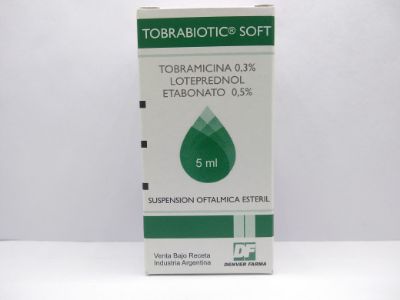 TOBRABIOTIC® SOFT
TOBRAMICINA 0,3%
LOTEPREDNOL
ETABONATO 0,5%
5 ml
SUSPENSION OFTALMICA ESTERIL
Venta Bajo Receta
Industria Argentina
DF
DENVER FARMA